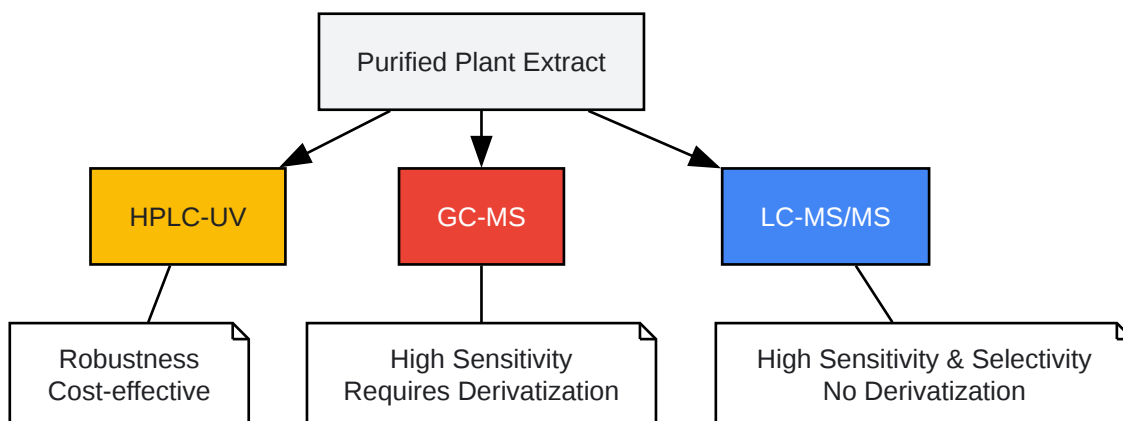 Purified Plant Extract
HPLC-UV
GC-MS
LC-MS/MS
Robustness
Cost-effective
High Sensitivity
Requires Derivatization
High Sensitivity & Selectivity
No Derivatization